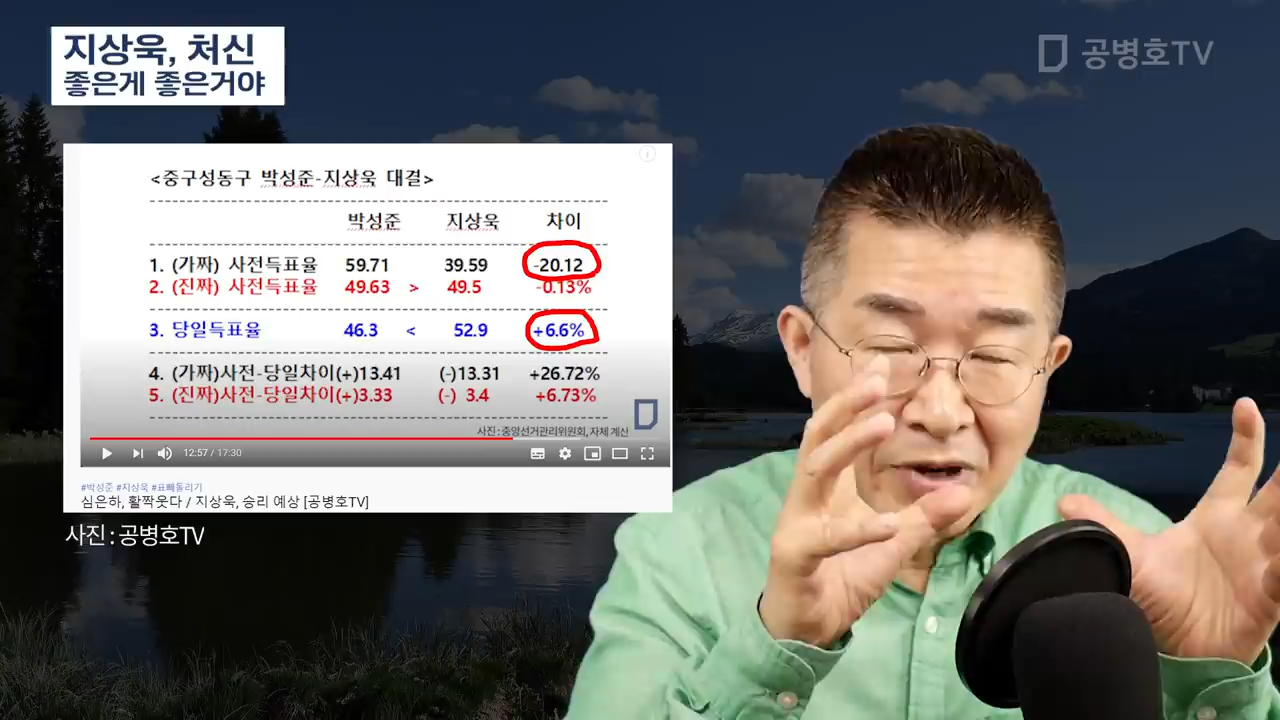 지상욱, 처신
좋은게 좋은거야
공병호TV
<중구성동구 박성준-지상욱 대결>
박성준 지상욱 차이
1. (가짜) 사전득표율 59.71 39.59 -20.12
2. (진짜) 사전득표율 49.63 > 49.5 -0.13%
3. 당일득표율 46.3 < 52.9 +6.6%
4. (가짜)사전-당일차이(+)13.41 (-)13.31 +26.72%
5. (진짜)사전-당일차이(+)3.33 (-) 3.4 +6.73%
사진 : 중앙선거관리위원회, 자체 계산
12:57 / 17:30
#박성준 #지상욱 #표빼돌리기
심은하, 활짝웃다 / 지상욱, 승리 예상 [공병호TV]
사진 : 공병호TV